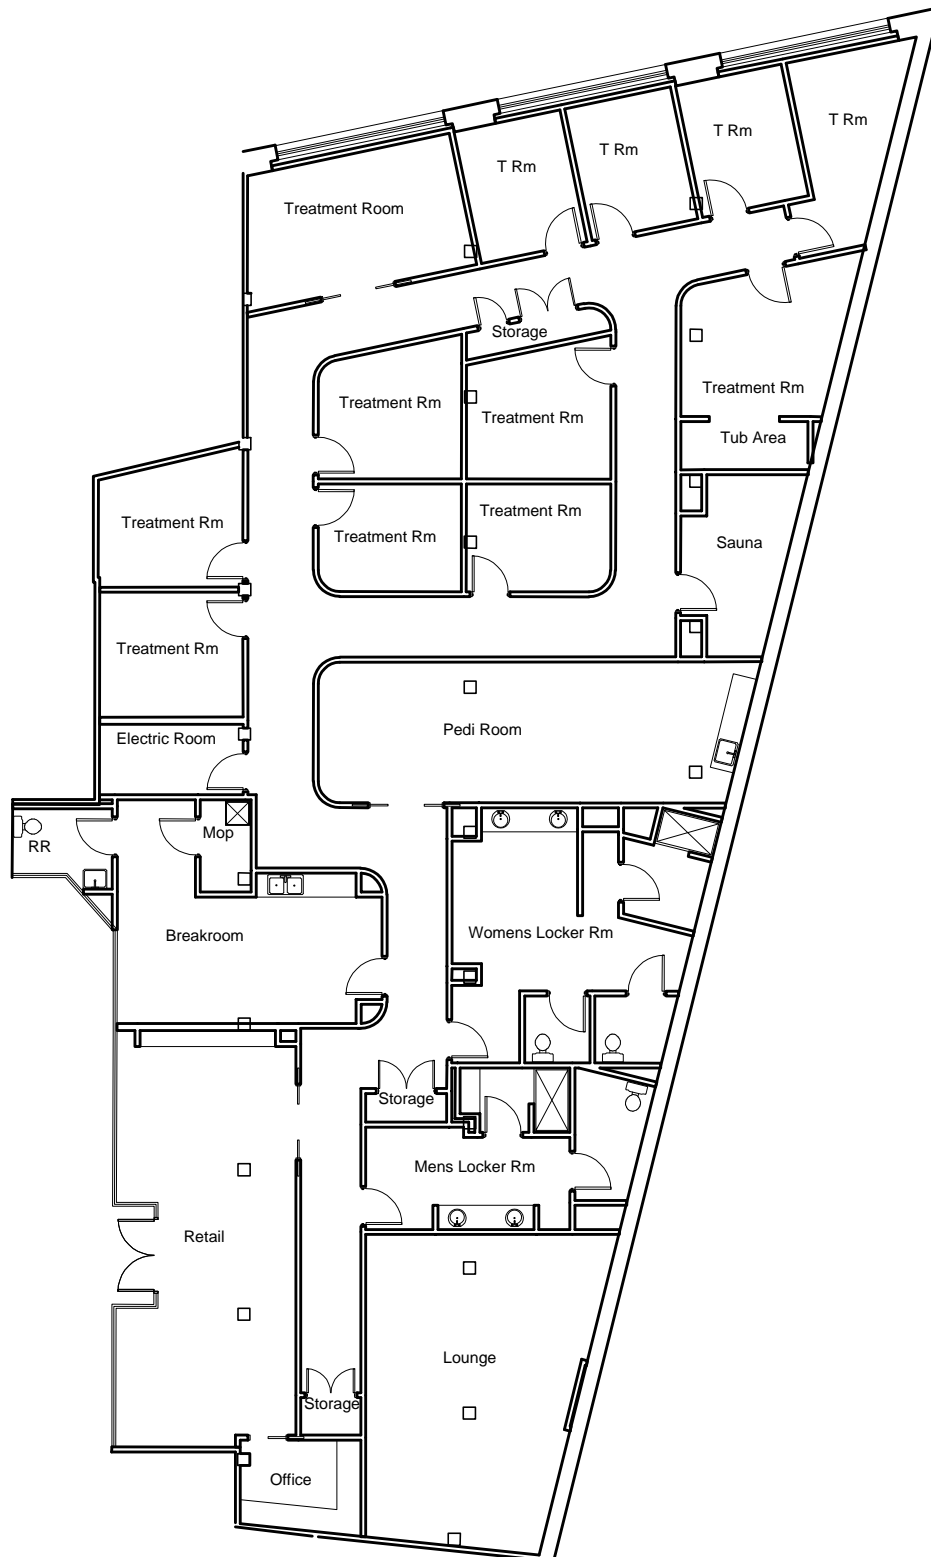 T Rm
T Rm
T Rm
T Rm
Treatment Room
Storage
Treatment Rm
Treatment Rm
Treatment Rm
Tub Area
Treatment Rm
Treatment Rm
Treatment Rm
Sauna
Treatment Rm
Pedi Room
Electric Room
Mop
RR
Womens Locker Rm
Breakroom
Storage
Mens Locker Rm
Retail
Lounge
Storage
Office